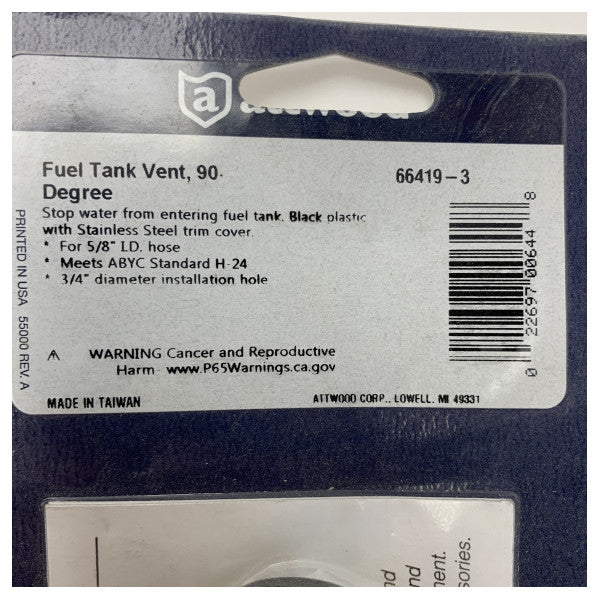 a attwood
Fuel Tank Vent, 90-
Degree
66419-3
Stop water from entering fuel tank. Black plastic
with Stainless Steel trim cover.
* For 5/8" I.D. hose
* Meets ABYC Standard H-24
* 3/4" diameter installation hole
⚠ WARNING Cancer and Reproductive
Harm- www.P65Warnings.ca.gov
MADE IN TAIWAN
ATTWOOD CORP., LOWELL, MI 49331
PRINTED IN USA 55000 REV. A
0 22697 00644 8